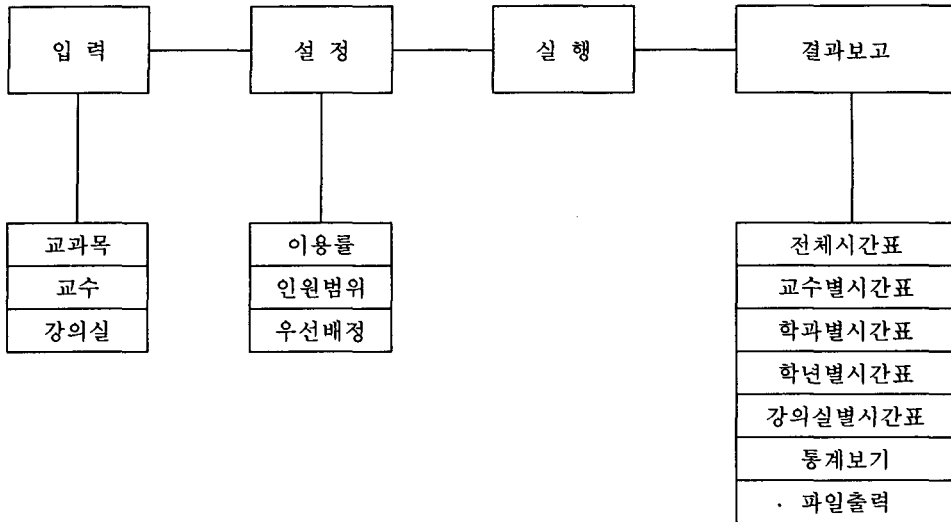 입 력
설 정
실 행
결과보고
교과목
교수
강의실
이용률
인원범위
우선배정
전체시간표
교수별시간표
학과별시간표
학년별시간표
강의실별시간표
통계보기
파일출력